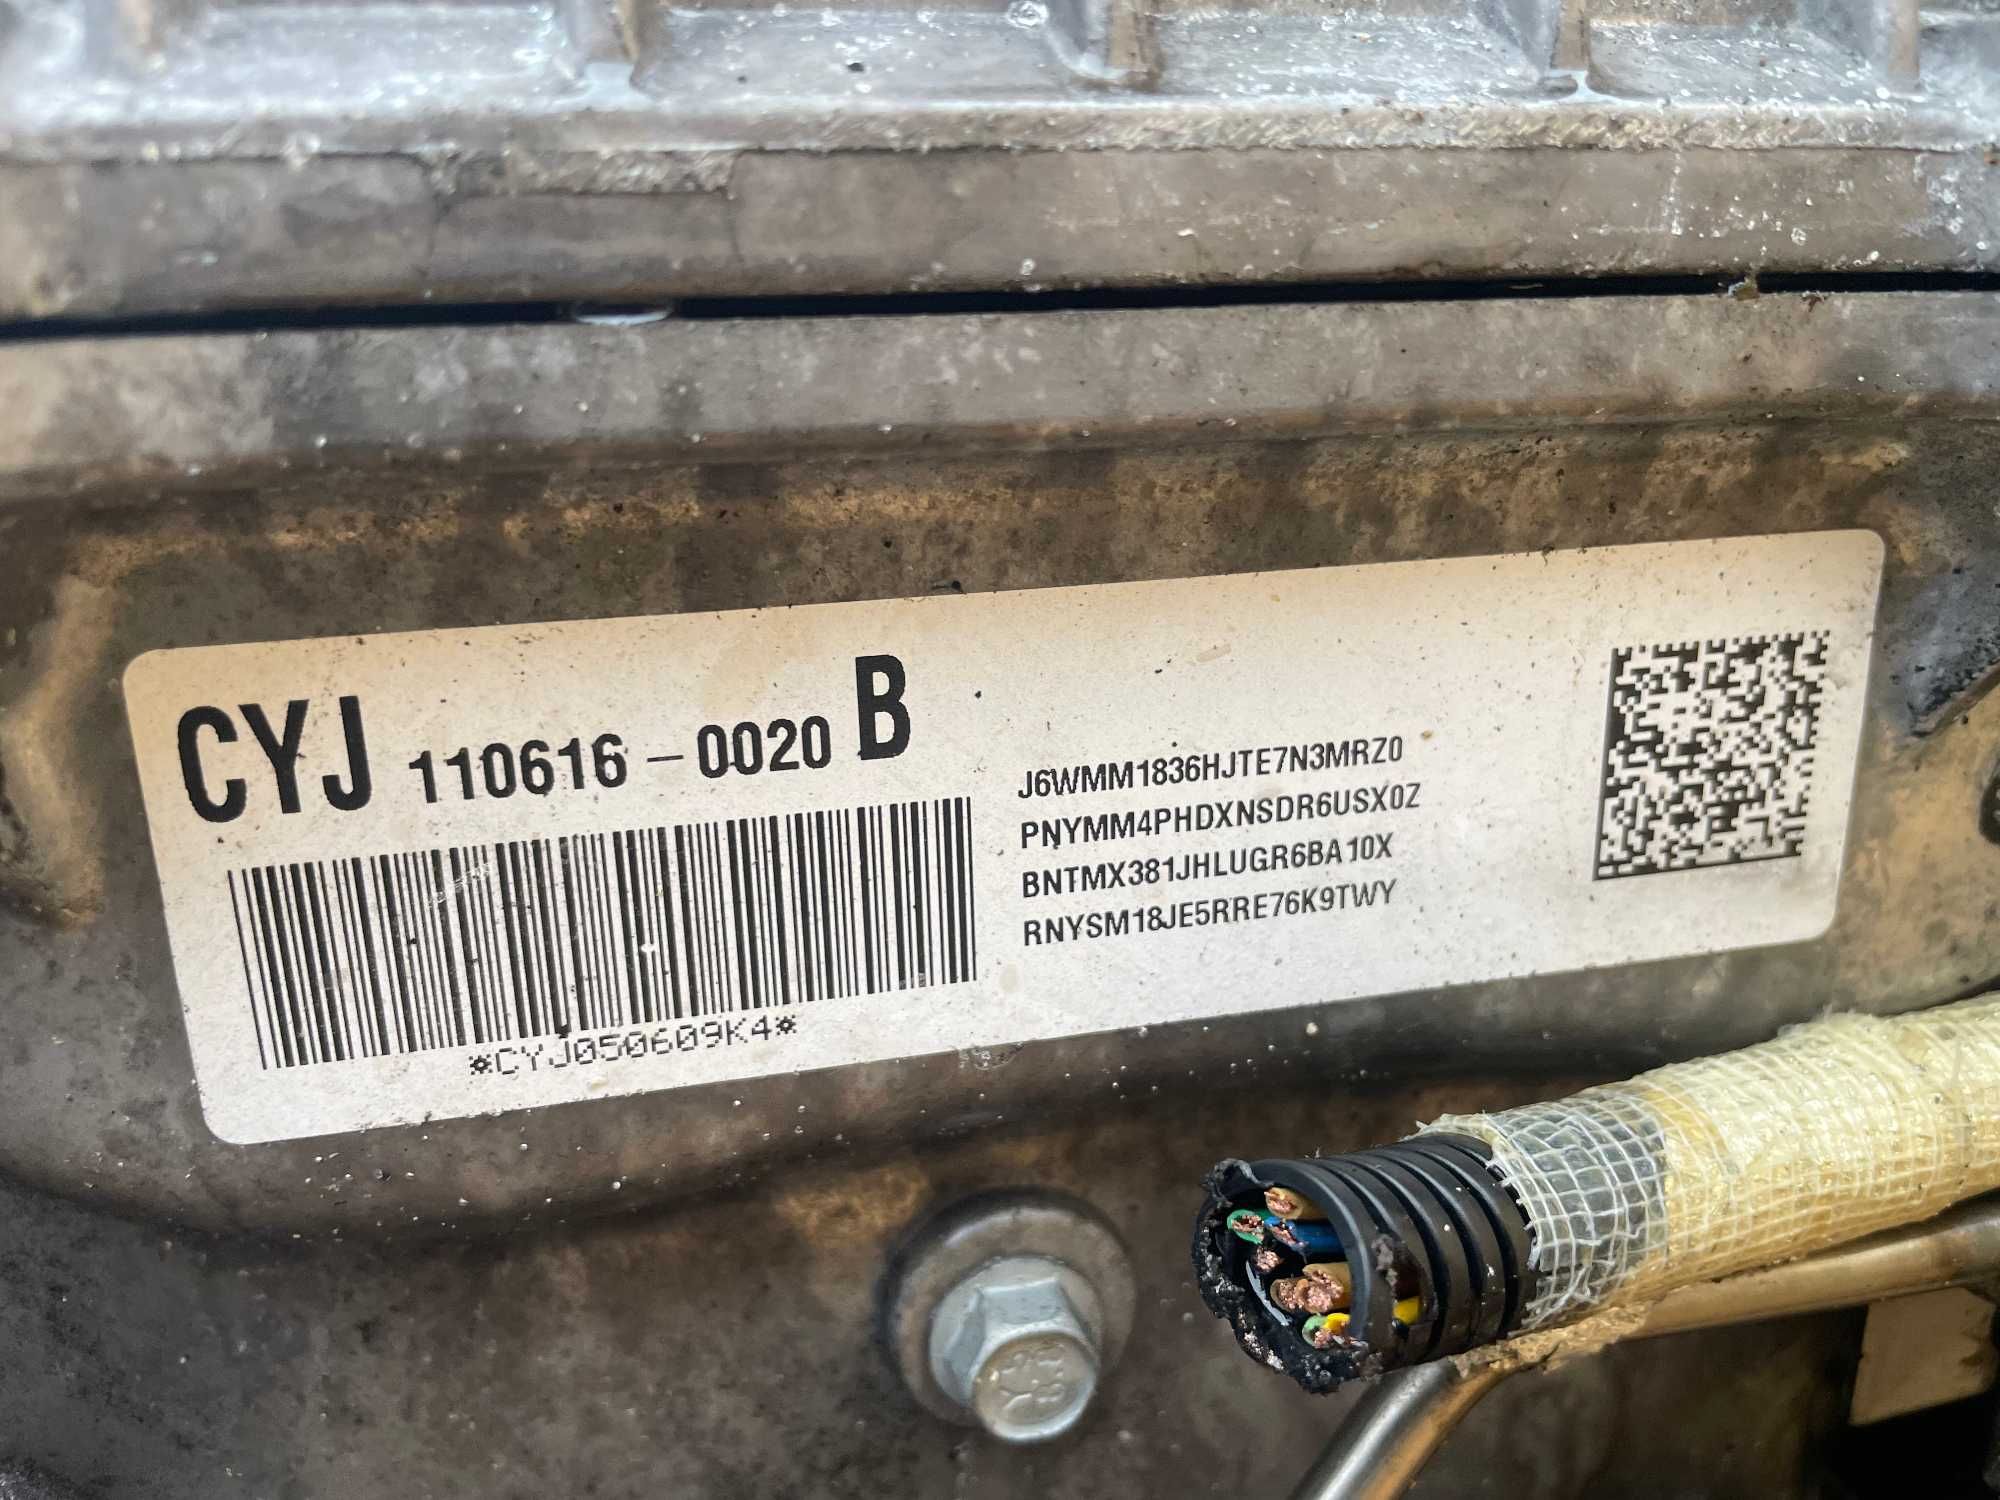 CYJ 110616-0020 B
J6WMM1836HJTE7N3MRZ0
PNYMM4PHDXNSDR6USX0Z
BNTMX381JHLUGR6BA10X
RNYSM18JE5RRE76K9TWY
*CYJ050609K4*